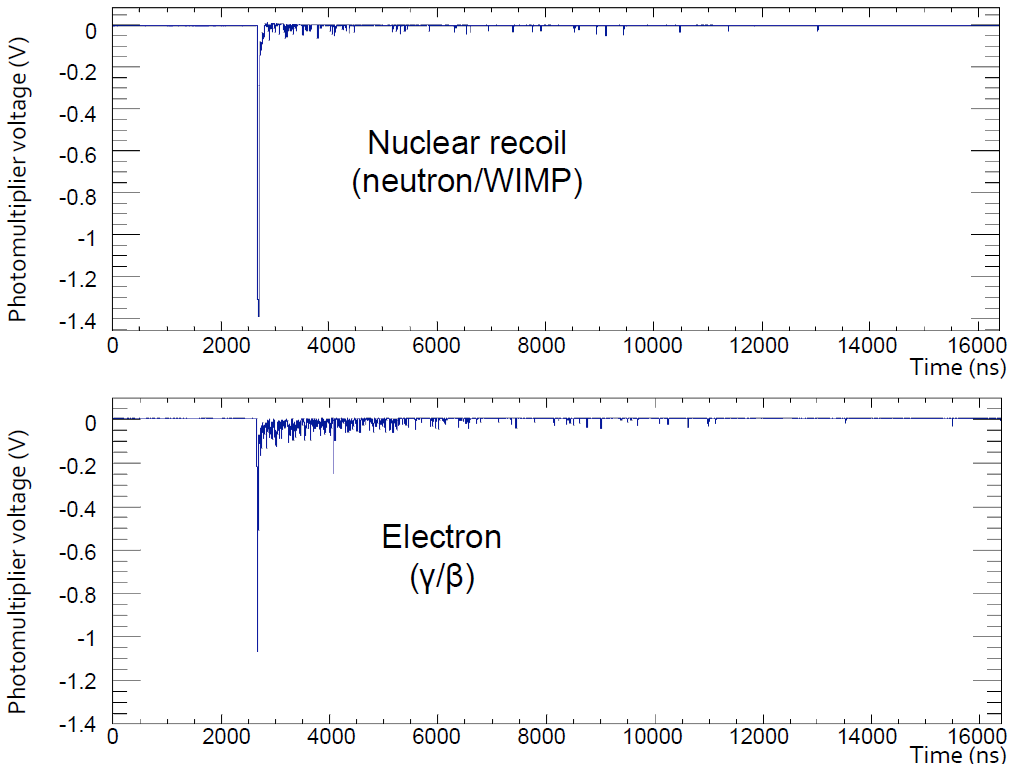 Photomultiplier voltage (V)
0
-0.2
-0.4
-0.6
-0.8
-1
-1.2
-1.4
Nuclear recoil
(neutron/WIMP)
0 2000 4000 6000 8000 10000 12000 14000 16000
Time (ns)
Photomultiplier voltage (V)
0
-0.2
-0.4
-0.6
-0.8
-1
-1.2
-1.4
Electron
(γ/β)
0 2000 4000 6000 8000 10000 12000 14000 16000
Time (ns)